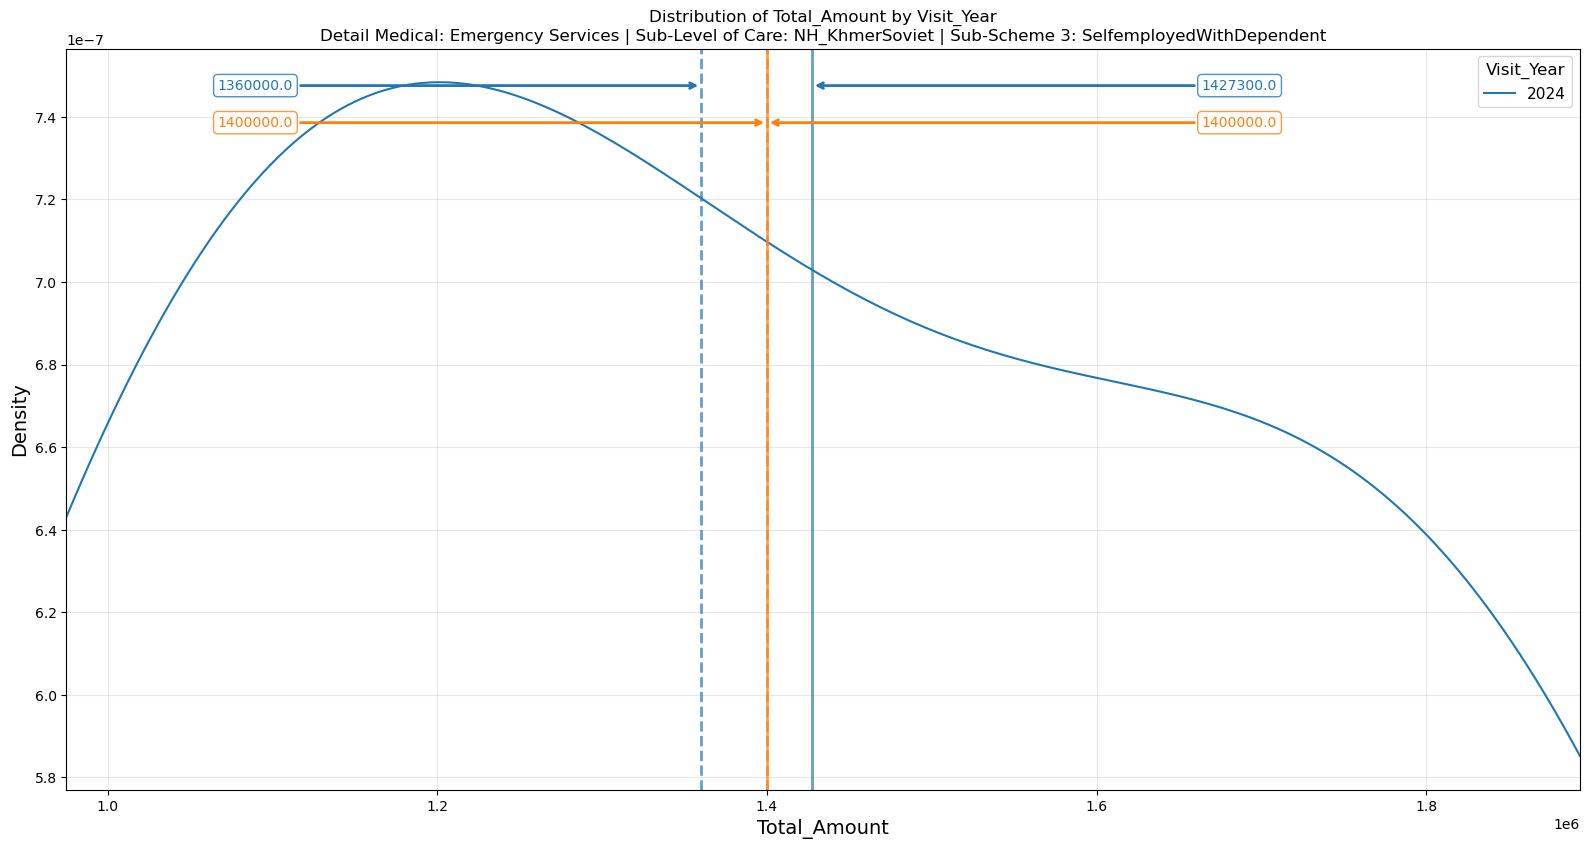 Distribution of Total_Amount by Visit_Year
Detail Medical: Emergency Services | Sub-Level of Care: NH_KhmerSoviet | Sub-Scheme 3: SelfemployedWithDependent
1e−7
Visit_Year
2024
1360000.0
1427300.0
1400000.0
1400000.0
7.4
7.2
7.0
6.8
6.6
6.4
6.2
6.0
5.8
Density
1.0
1.2
1.4
1.6
1.8
1e6
Total_Amount